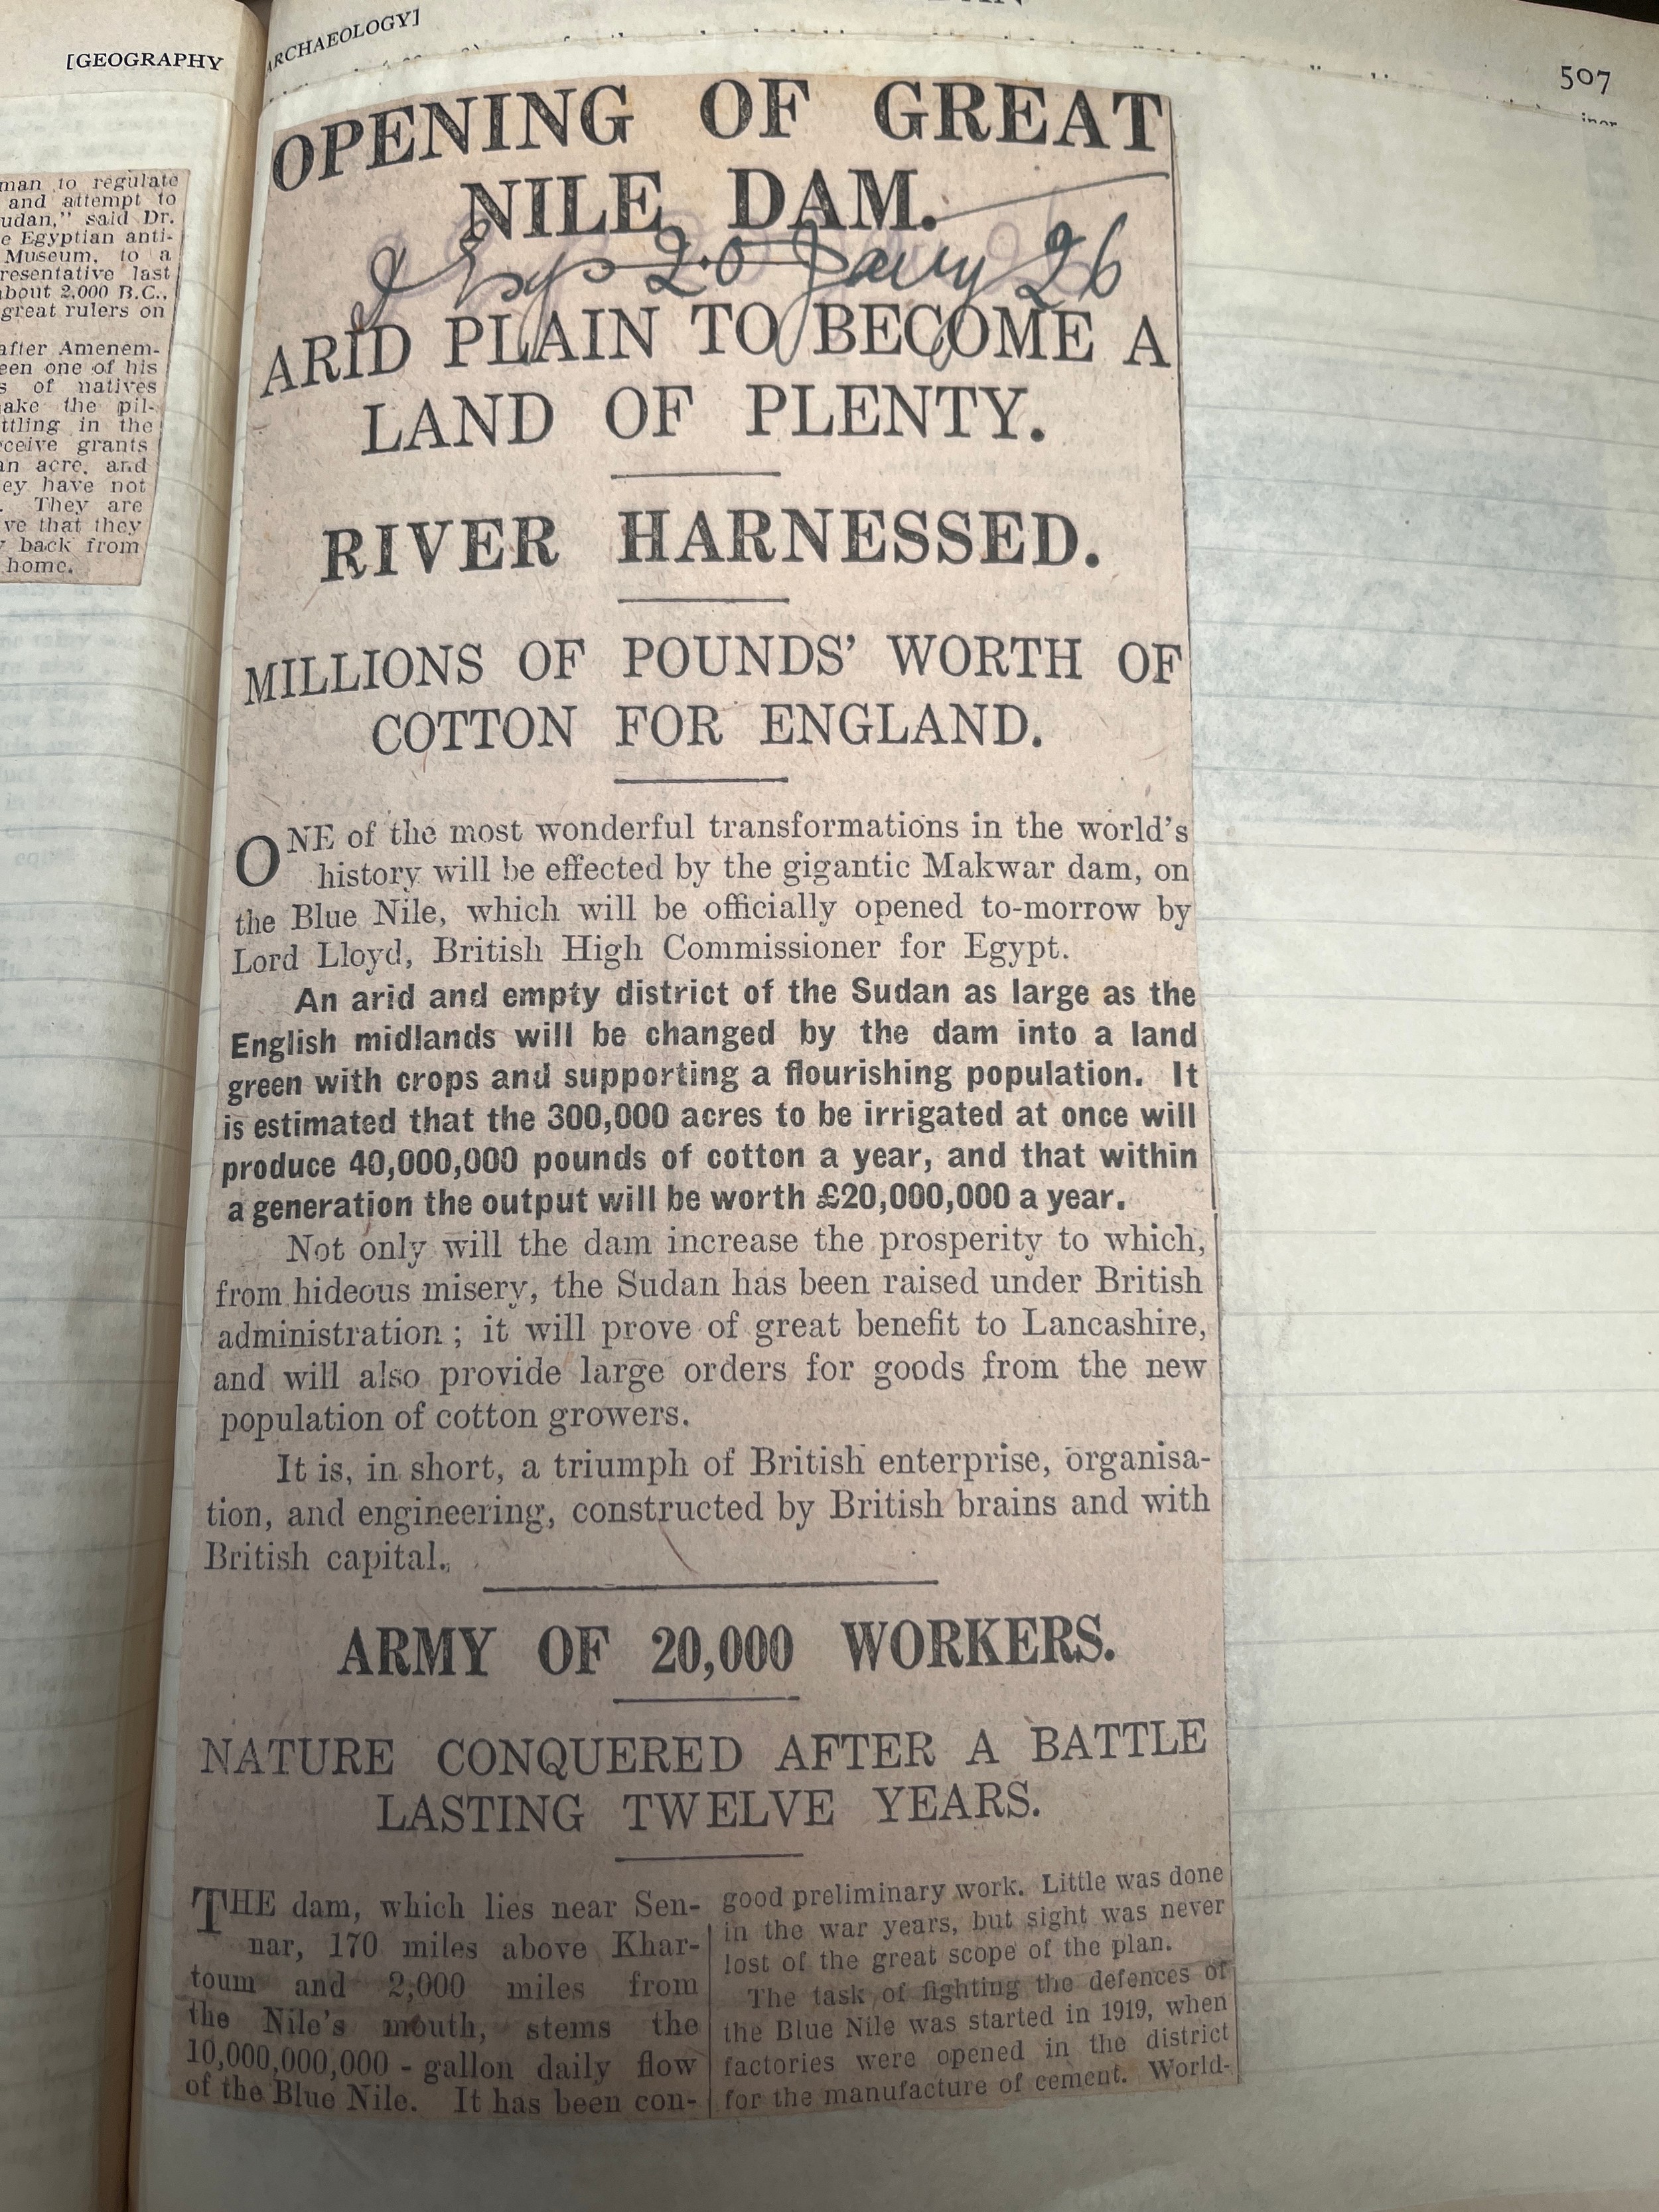 [GEOGRAPHY
man to regulate
and attempt to
udan," said Dr.
e Egyptian anti-
Museum, to a
resentative last
about 2,000 B.C.,
great rulers on
after Amenem-
een one of his
s of natives
ake the pil-
ttling in the
ceive grants
an acre, and
ey have not
. They are
ve that they
y back from
home.
ARCHAEOLOGY]
507
OPENING OF GREAT
NILE DAM.
20 Jany 26
ARID PLAIN TO BECOME A
LAND OF PLENTY.
RIVER HARNESSED.
MILLIONS OF POUNDS' WORTH OF
COTTON FOR ENGLAND.
ONE of the most wonderful transformations in the world's
history will be effected by the gigantic Makwar dam, on
the Blue Nile, which will be officially opened to-morrow by
Lord Lloyd, British High Commissioner for Egypt.
An arid and empty district of the Sudan as large as the
English midlands will be changed by the dam into a land
green with crops and supporting a flourishing population. It
is estimated that the 300,000 acres to be irrigated at once will
produce 40,000,000 pounds of cotton a year, and that within
a generation the output will be worth £20,000,000 a year.
Not only will the dam increase the prosperity to which,
from hideous misery, the Sudan has been raised under British
administration; it will prove of great benefit to Lancashire,
and will also provide large orders for goods from the new
population of cotton growers.
It is, in short, a triumph of British enterprise, organisa-
tion, and engineering, constructed by British brains and with
British capital.
ARMY OF 20,000 WORKERS.
NATURE CONQUERED AFTER A BATTLE
LASTING TWELVE YEARS.
THE dam, which lies near Sen-
nar, 170 miles above Khar-
toum and 2,000 miles from
the Nile's mouth, stems the
10,000,000,000-gallon daily flow
of the Blue Nile. It has been con-
good preliminary work. Little was done
in the war years, but sight was never
lost of the great scope of the plan.
The task of fighting the defences of
the Blue Nile was started in 1919, when
factories were opened in the district
for the manufacture of cement. World-